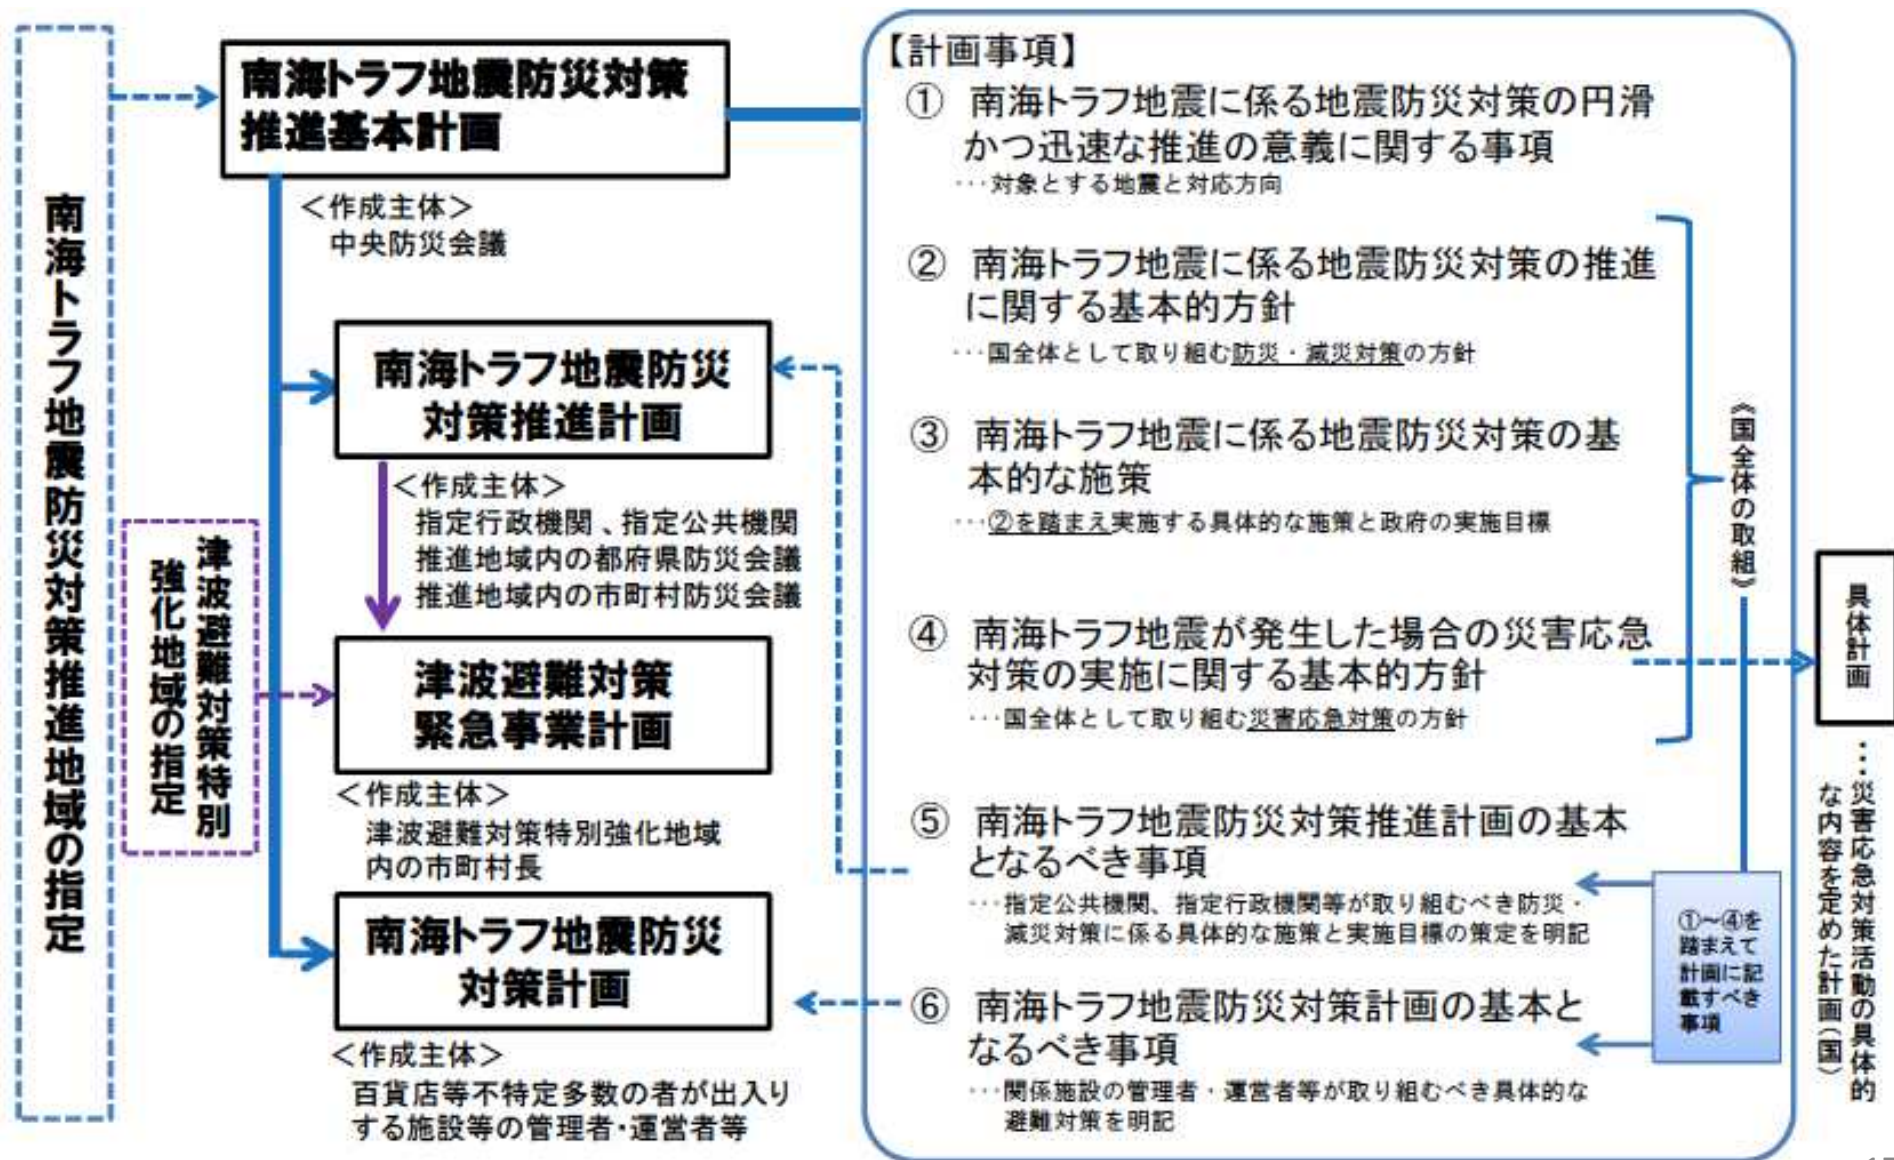 南海トラフ地震防災対策推進地域の指定
津波避難対策特別
強化地域の指定
南海トラフ地震防災対策
推進基本計画
＜作成主体＞
中央防災会議
南海トラフ地震防災
対策推進計画
＜作成主体＞
指定行政機関、指定公共機関
推進地域内の都府県防災会議
推進地域内の市町村防災会議
津波避難対策
緊急事業計画
＜作成主体＞
津波避難対策特別強化地域
内の市町村長
南海トラフ地震防災
対策計画
＜作成主体＞
百貨店等不特定多数の者が出入り
する施設等の管理者・運営者等
【計画事項】
① 南海トラフ地震に係る地震防災対策の円滑
かつ迅速な推進の意義に関する事項
･･･対象とする地震と対応方向
② 南海トラフ地震に係る地震防災対策の推進
に関する基本的方針
･･･国全体として取り組む防災・減災対策の方針
③ 南海トラフ地震に係る地震防災対策の基
本的な施策
･･･②を踏まえ実施する具体的な施策と政府の実施目標
④ 南海トラフ地震が発生した場合の災害応急
対策の実施に関する基本的方針
･･･国全体として取り組む災害応急対策の方針
⑤ 南海トラフ地震防災対策推進計画の基本
となるべき事項
･･･指定公共機関、指定行政機関等が取り組むべき防災・
減災対策に係る具体的な施策と実施目標の策定を明記
⑥ 南海トラフ地震防災対策計画の基本と
なるべき事項
･･･関係施設の管理者・運営者等が取り組むべき具体的な
避難対策を明記
《国全体の取組》
①～④を
踏まえて
計画に記
載すべき
事項
具体計画
･･･災害応急対策活動の具体的
な内容を定めた計画（国）